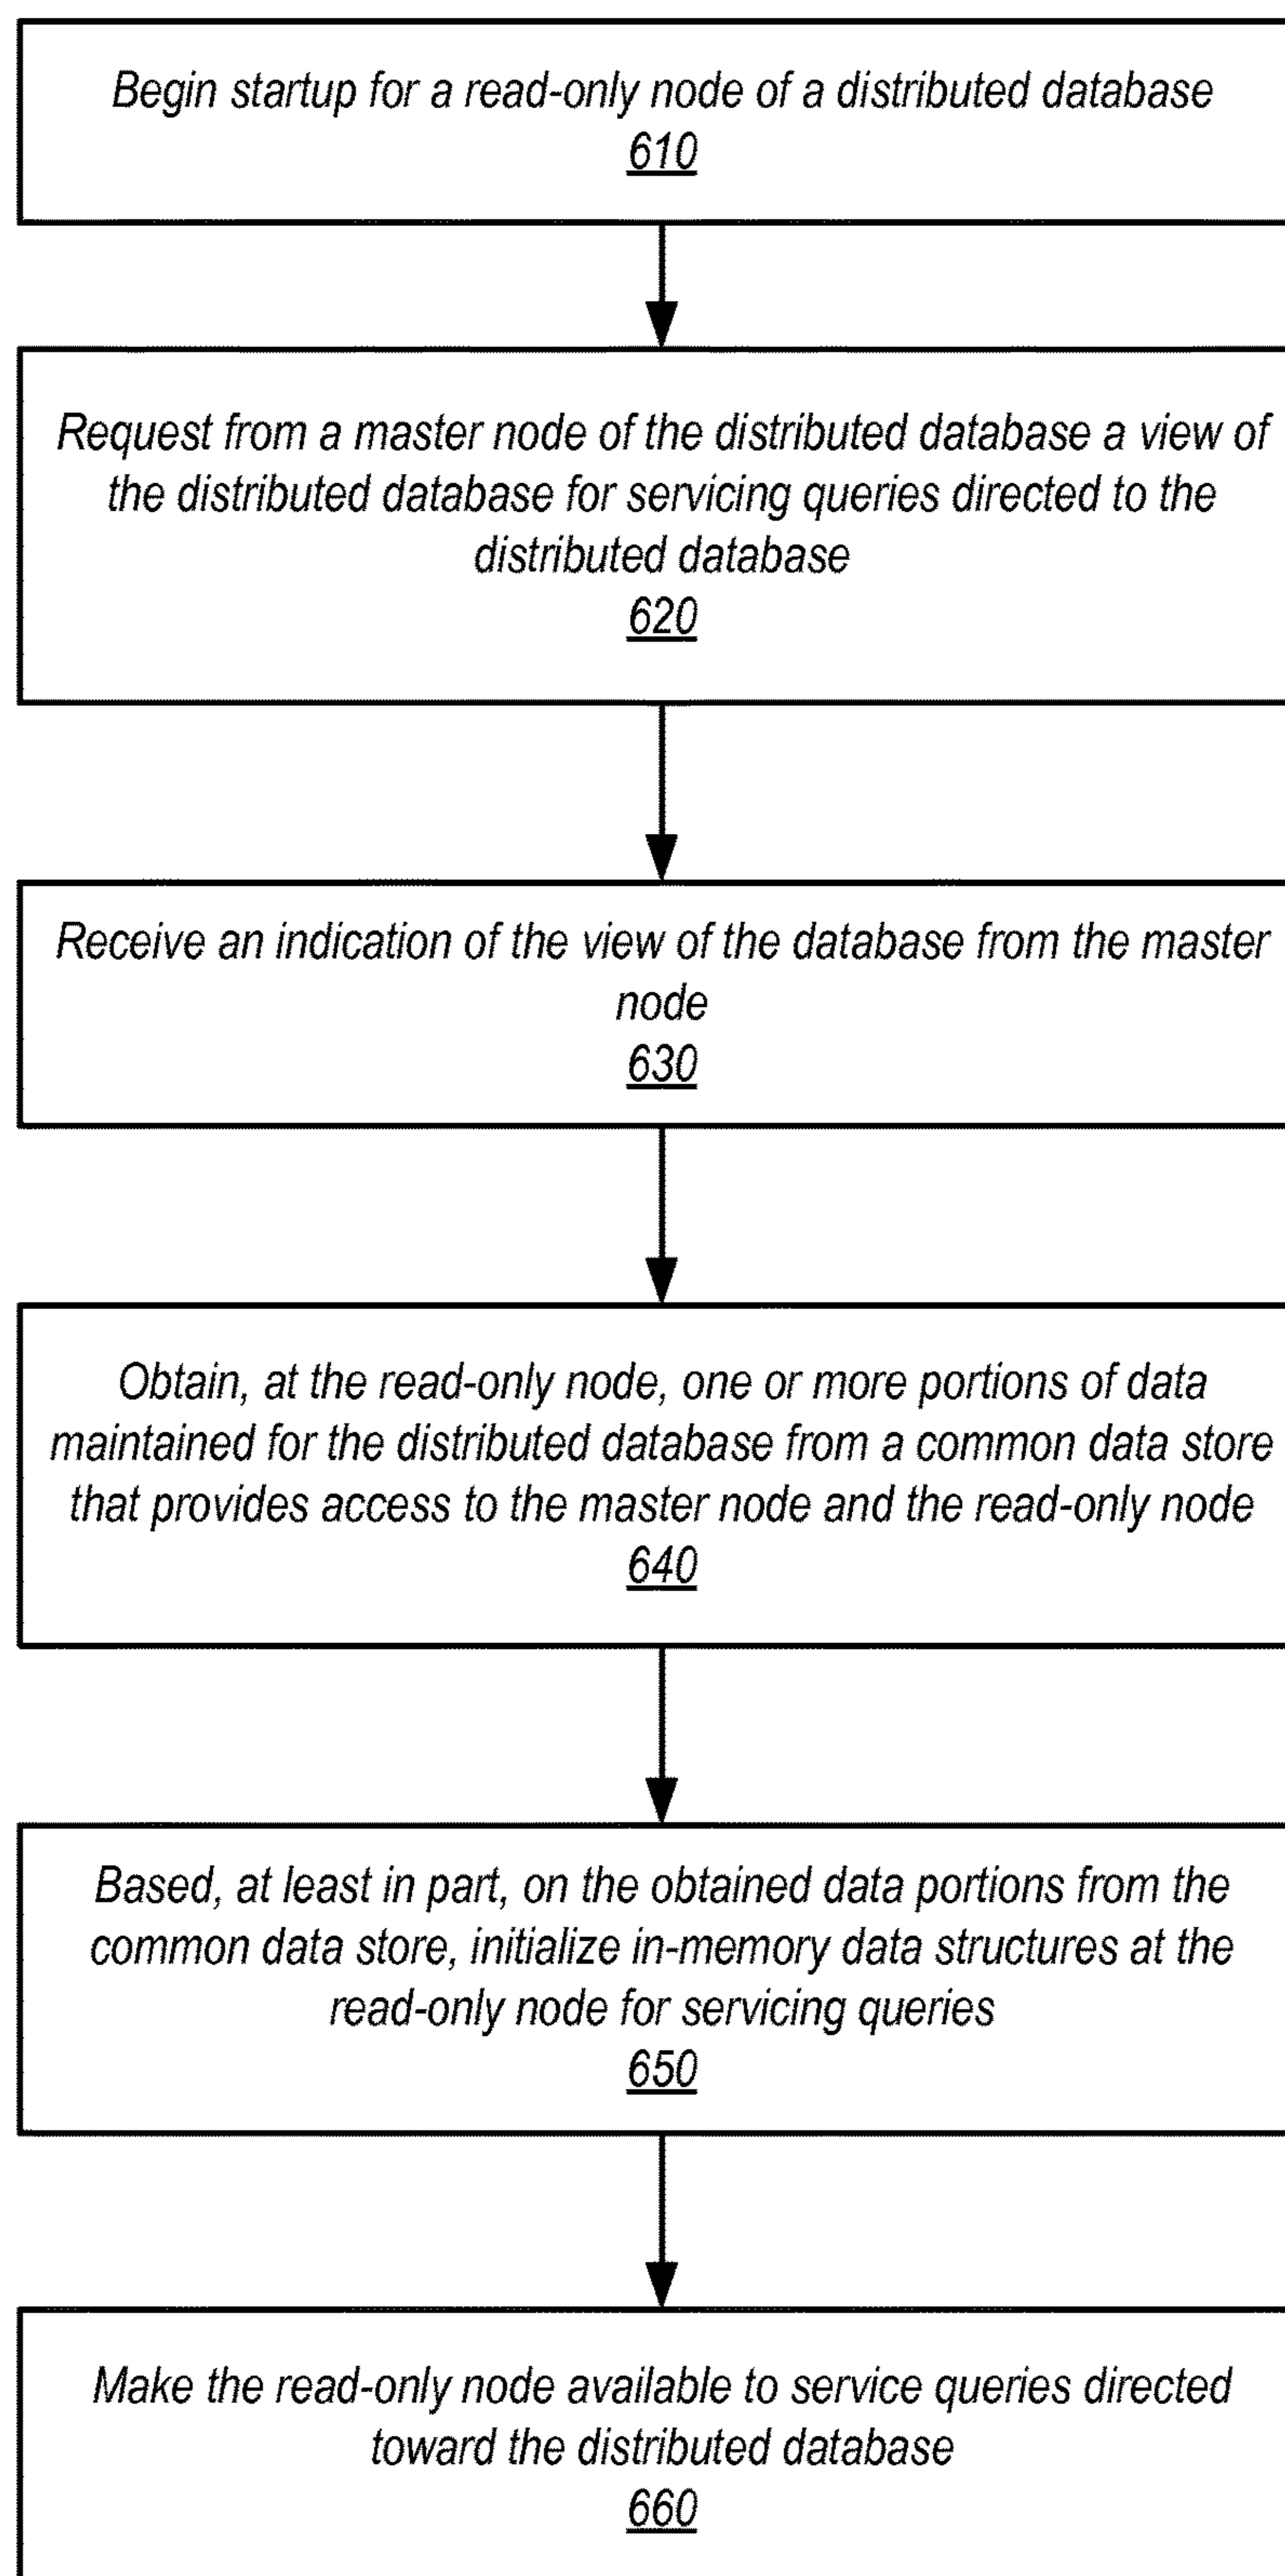 Begin startup for a read-only node of a distributed database
610
Request from a master node of the distributed database a view of
the distributed database for servicing queries directed to the
distributed database
620
Receive an indication of the view of the database from the master
node
630
Obtain, at the read-only node, one or more portions of data
maintained for the distributed database from a common data store
that provides access to the master node and the read-only node
640
Based, at least in part, on the obtained data portions from the
common data store, initialize in-memory data structures at the
read-only node for servicing queries
650
Make the read-only node available to service queries directed
toward the distributed database
660